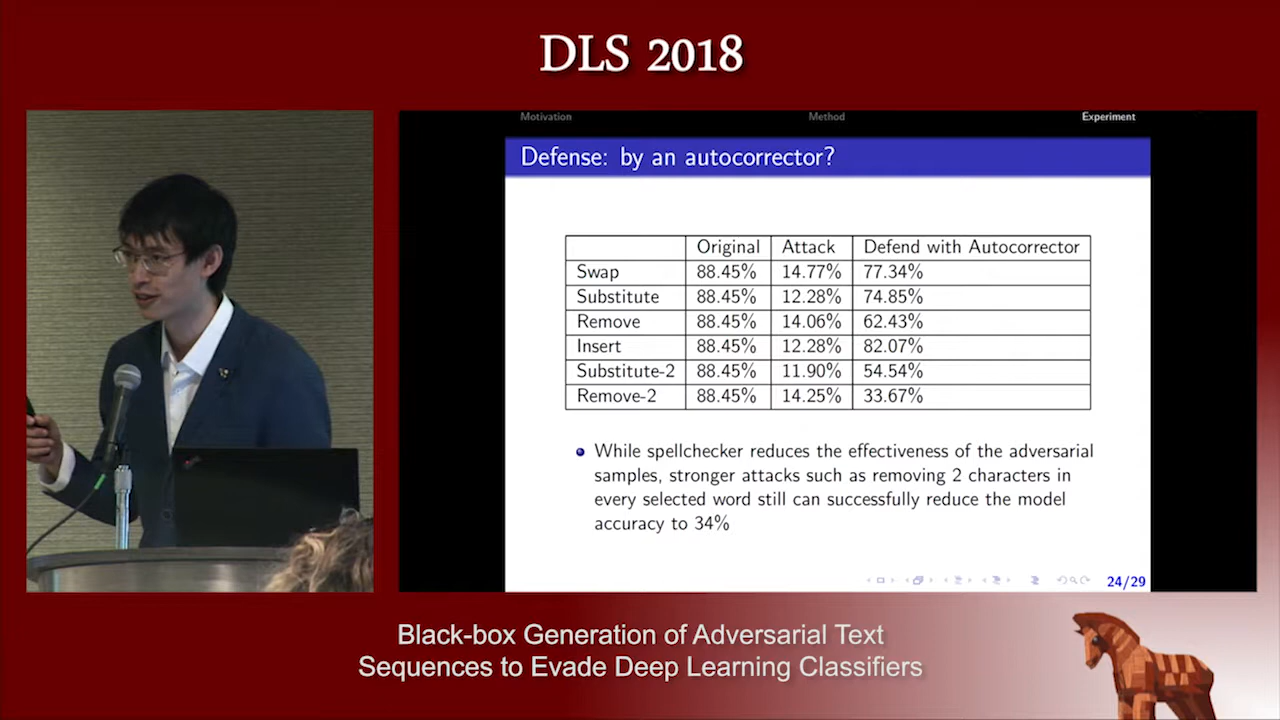 DLS 2018
Motivation Method Experiment
Defense: by an autocorrector?
Original Attack Defend with Autocorrector
Swap 88.45% 14.77% 77.34%
Substitute 88.45% 12.28% 74.85%
Remove 88.45% 14.06% 62.43%
Insert 88.45% 12.28% 82.07%
Substitute-2 88.45% 11.90% 54.54%
Remove-2 88.45% 14.25% 33.67%
While spellchecker reduces the effectiveness of the adversarial
samples, stronger attacks such as removing 2 characters in
every selected word still can successfully reduce the model
accuracy to 34%
24/29
Black-box Generation of Adversarial Text
Sequences to Evade Deep Learning Classifiers